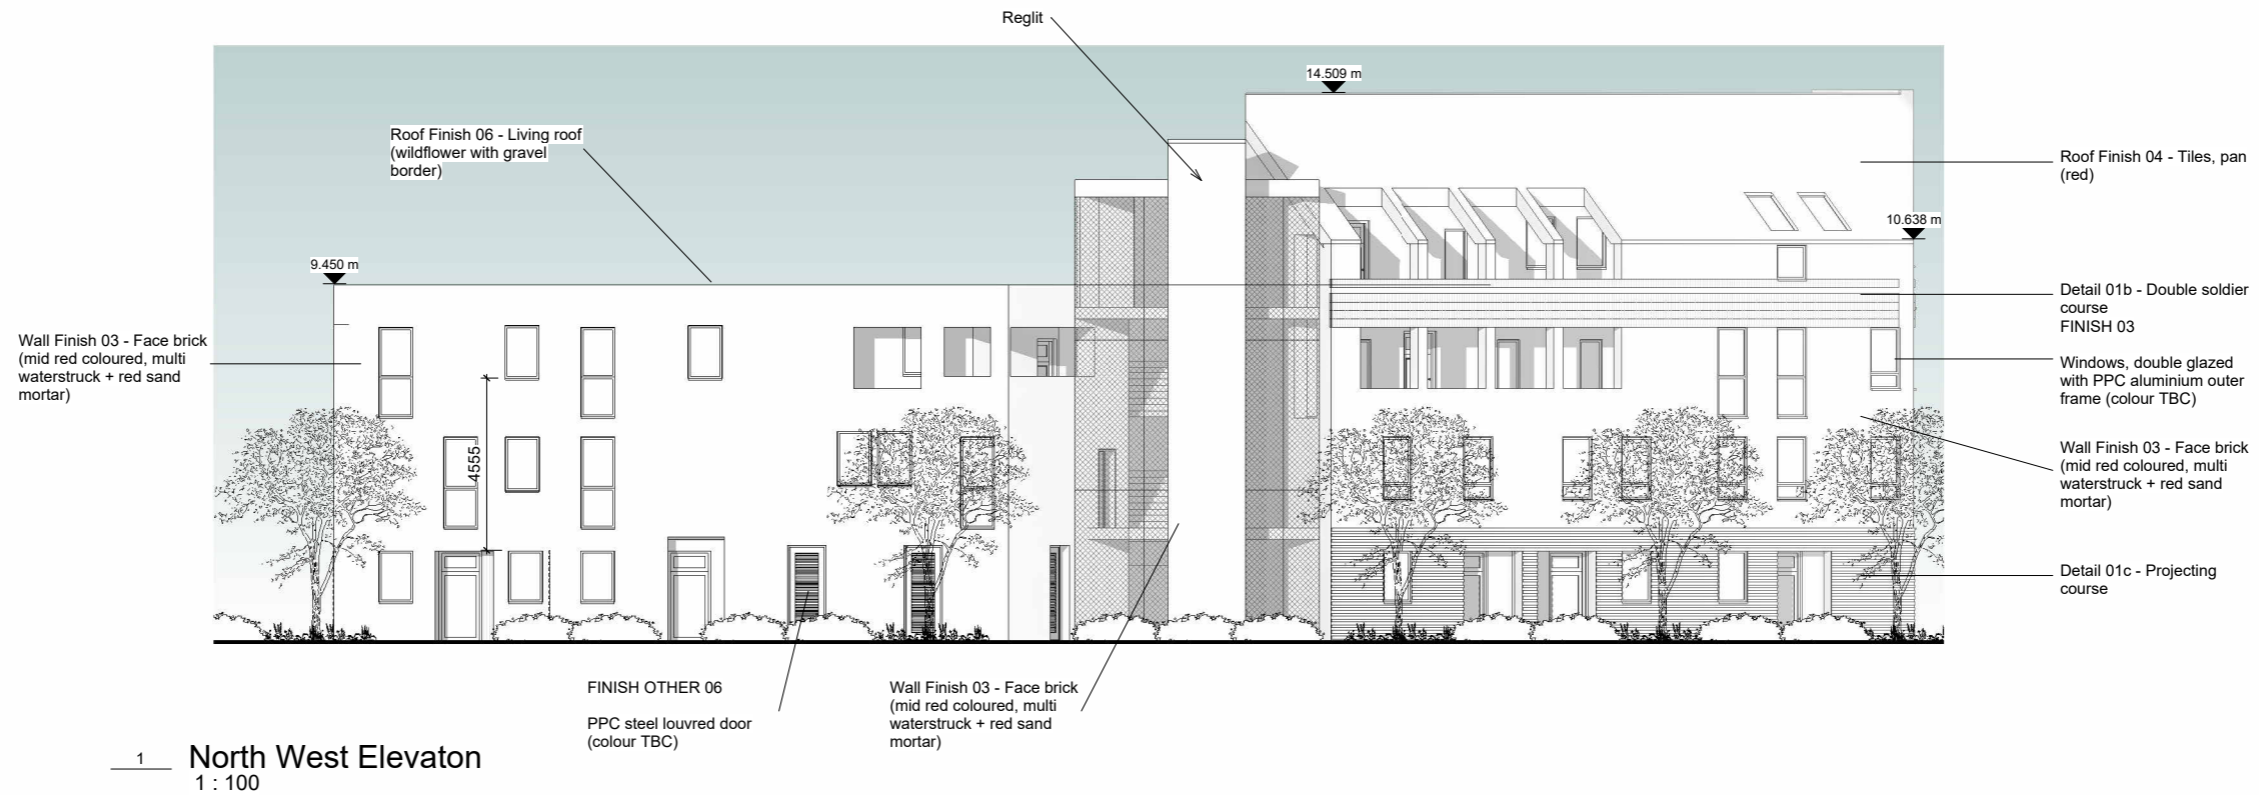 Reglit
14.509 m
Roof Finish 06 - Living roof
(wildflower with gravel
border)
Roof Finish 04 - Tiles, pan
(red)
10.638 m
9.450 m
Detail 01b - Double soldier
course
FINISH 03
Wall Finish 03 - Face brick
(mid red coloured, multi
waterstruck + red sand
mortar)
Windows, double glazed
with PPC aluminium outer
frame (colour TBC)
4555
Wall Finish 03 - Face brick
(mid red coloured, multi
waterstruck + red sand
mortar)
Detail 01c - Projecting
course
FINISH OTHER 06
PPC steel louvred door
(colour TBC)
Wall Finish 03 - Face brick
(mid red coloured, multi
waterstruck + red sand
mortar)
1 North West Elevaton
1 : 100